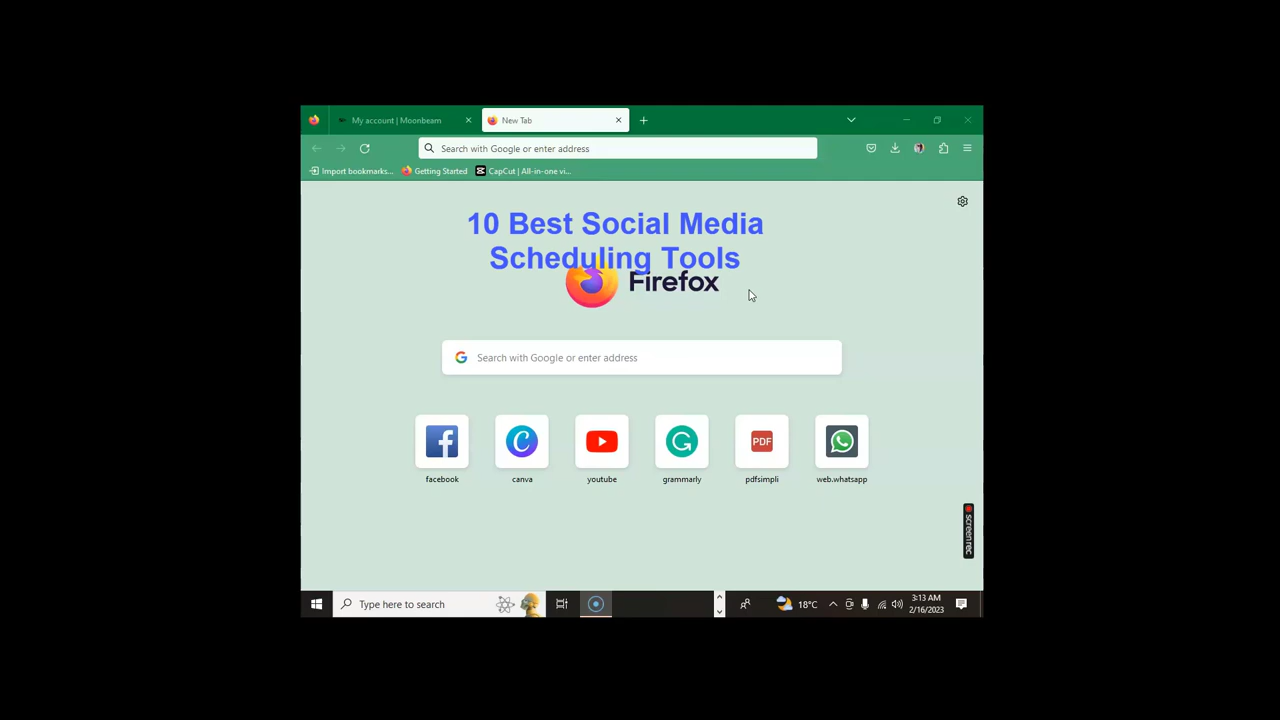 My account | Moonbeam
New Tab
Search with Google or enter address
Import bookmarks...
Getting Started
CapCut | All-in-one vi...
10 Best Social Media
Scheduling Tools
Firefox
Search with Google or enter address
PDF
facebook
canva
youtube
grammarly
pdfsimpli
web.whatsapp
screenrec
Type here to search
18°C
3:13 AM
2/16/2023